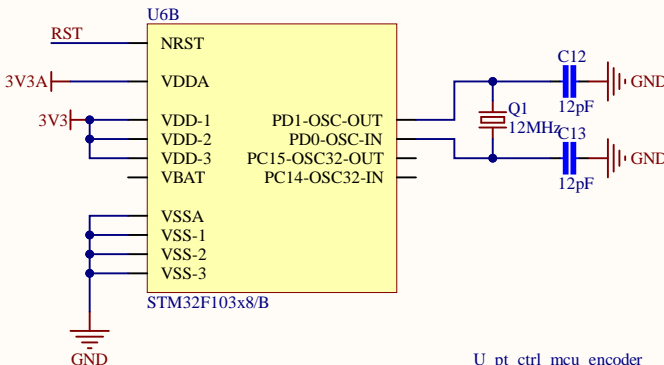 U6B
RST
NRST
3V3A
VDDA
3V3
VDD-1
VDD-2
VDD-3
VBAT
VSSA
VSS-1
VSS-2
VSS-3
PD1-OSC-OUT
PD0-OSC-IN
PC15-OSC32-OUT
PC14-OSC32-IN
STM32F103x8/B
GND
Q1
12MHz
C12
12pF
GND
C13
12pF
GND
U_pt_ctrl_mcu_encoder